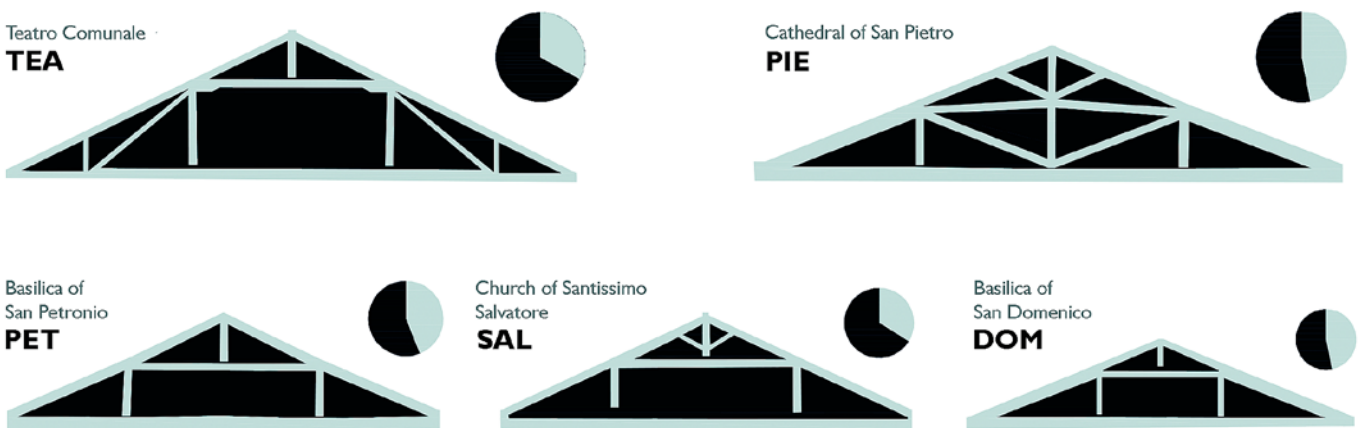 Teatro Comunale
TEA
Cathedral of San Pietro
PIE
Basilica of
San Petronio
PET
Church of Santissimo
Salvatore
SAL
Basilica of
San Domenico
DOM